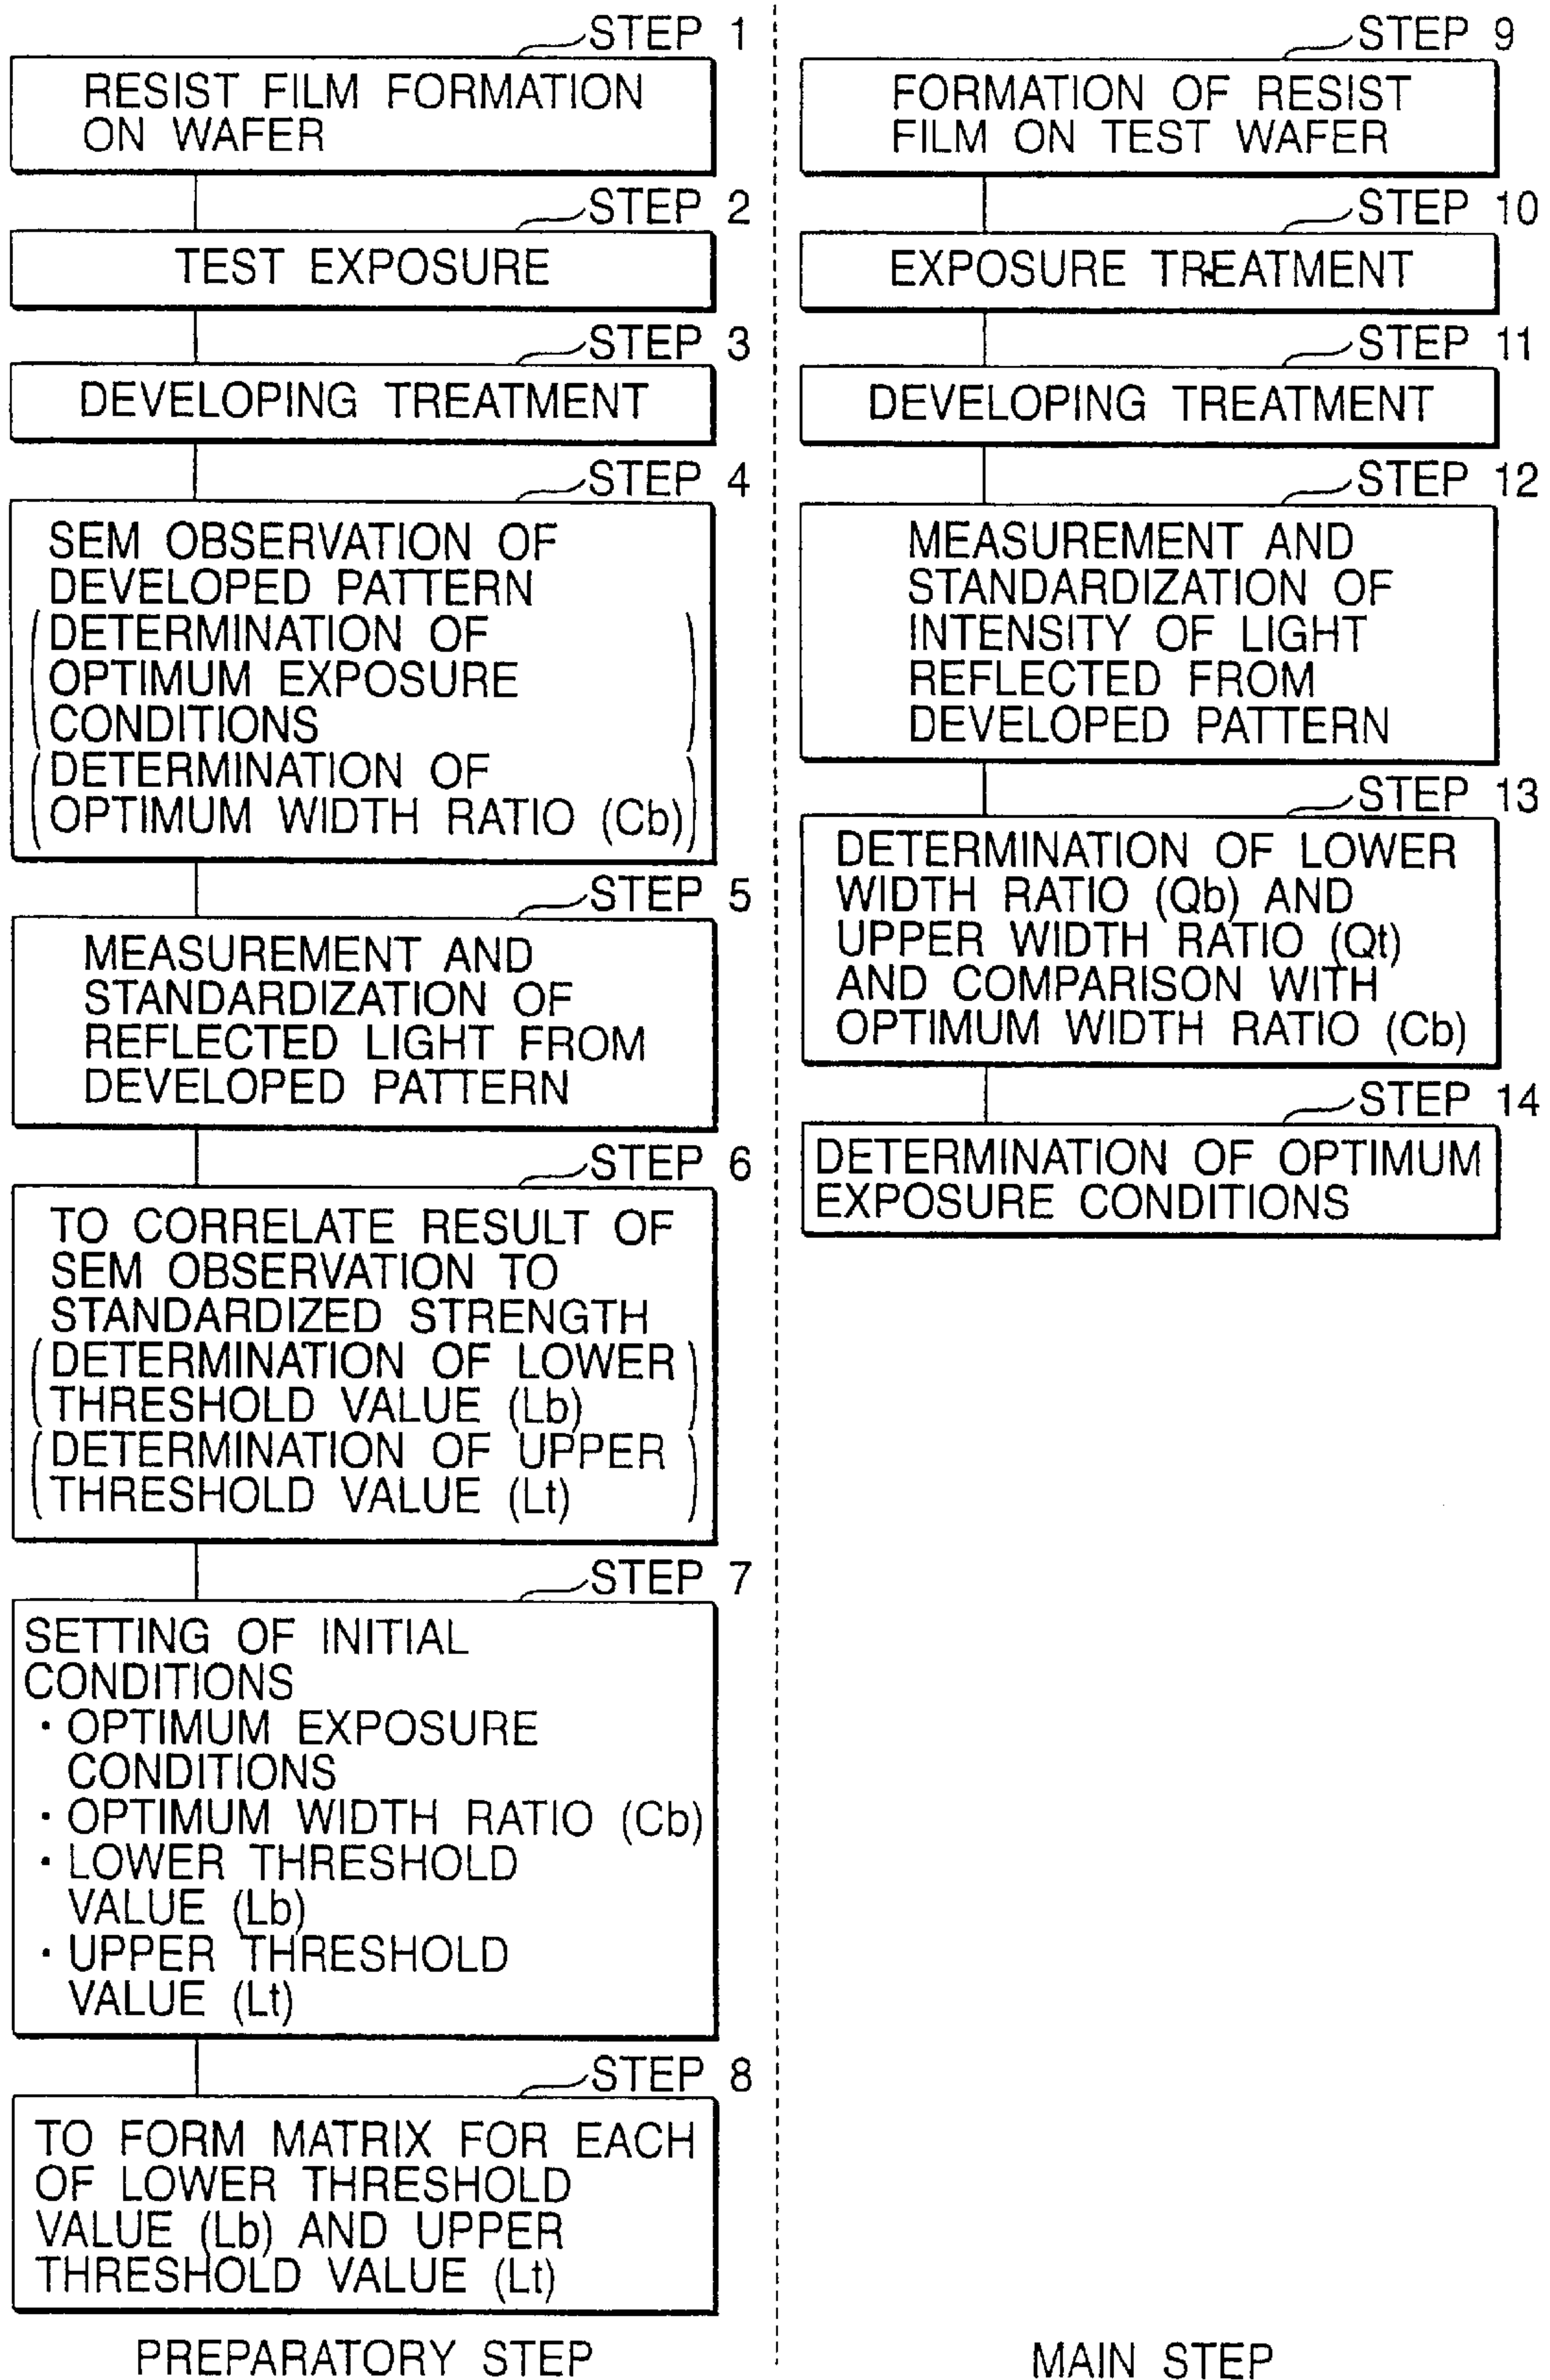 STEP 1
RESIST FILM FORMATION
ON WAFER
STEP 2
TEST EXPOSURE
STEP 3
DEVELOPING TREATMENT
STEP 4
SEM OBSERVATION OF
DEVELOPED PATTERN
(DETERMINATION OF
OPTIMUM EXPOSURE
CONDITIONS)
(DETERMINATION OF
OPTIMUM WIDTH RATIO (Cb))
STEP 5
MEASUREMENT AND
STANDARDIZATION OF
REFLECTED LIGHT FROM
DEVELOPED PATTERN
STEP 6
TO CORRELATE RESULT OF
SEM OBSERVATION TO
STANDARDIZED STRENGTH
(DETERMINATION OF LOWER
THRESHOLD VALUE (Lb))
(DETERMINATION OF UPPER
THRESHOLD VALUE (Lt))
STEP 7
SETTING OF INITIAL
CONDITIONS
· OPTIMUM EXPOSURE
CONDITIONS
· OPTIMUM WIDTH RATIO (Cb)
· LOWER THRESHOLD
VALUE (Lb)
· UPPER THRESHOLD
VALUE (Lt)
STEP 8
TO FORM MATRIX FOR EACH
OF LOWER THRESHOLD
VALUE (Lb) AND UPPER
THRESHOLD VALUE (Lt)
PREPARATORY STEP
STEP 9
FORMATION OF RESIST
FILM ON TEST WAFER
STEP 10
EXPOSURE TREATMENT
STEP 11
DEVELOPING TREATMENT
STEP 12
MEASUREMENT AND
STANDARDIZATION OF
INTENSITY OF LIGHT
REFLECTED FROM
DEVELOPED PATTERN
STEP 13
DETERMINATION OF LOWER
WIDTH RATIO (Qb) AND
UPPER WIDTH RATIO (Qt)
AND COMPARISON WITH
OPTIMUM WIDTH RATIO (Cb)
STEP 14
DETERMINATION OF OPTIMUM
EXPOSURE CONDITIONS
MAIN STEP